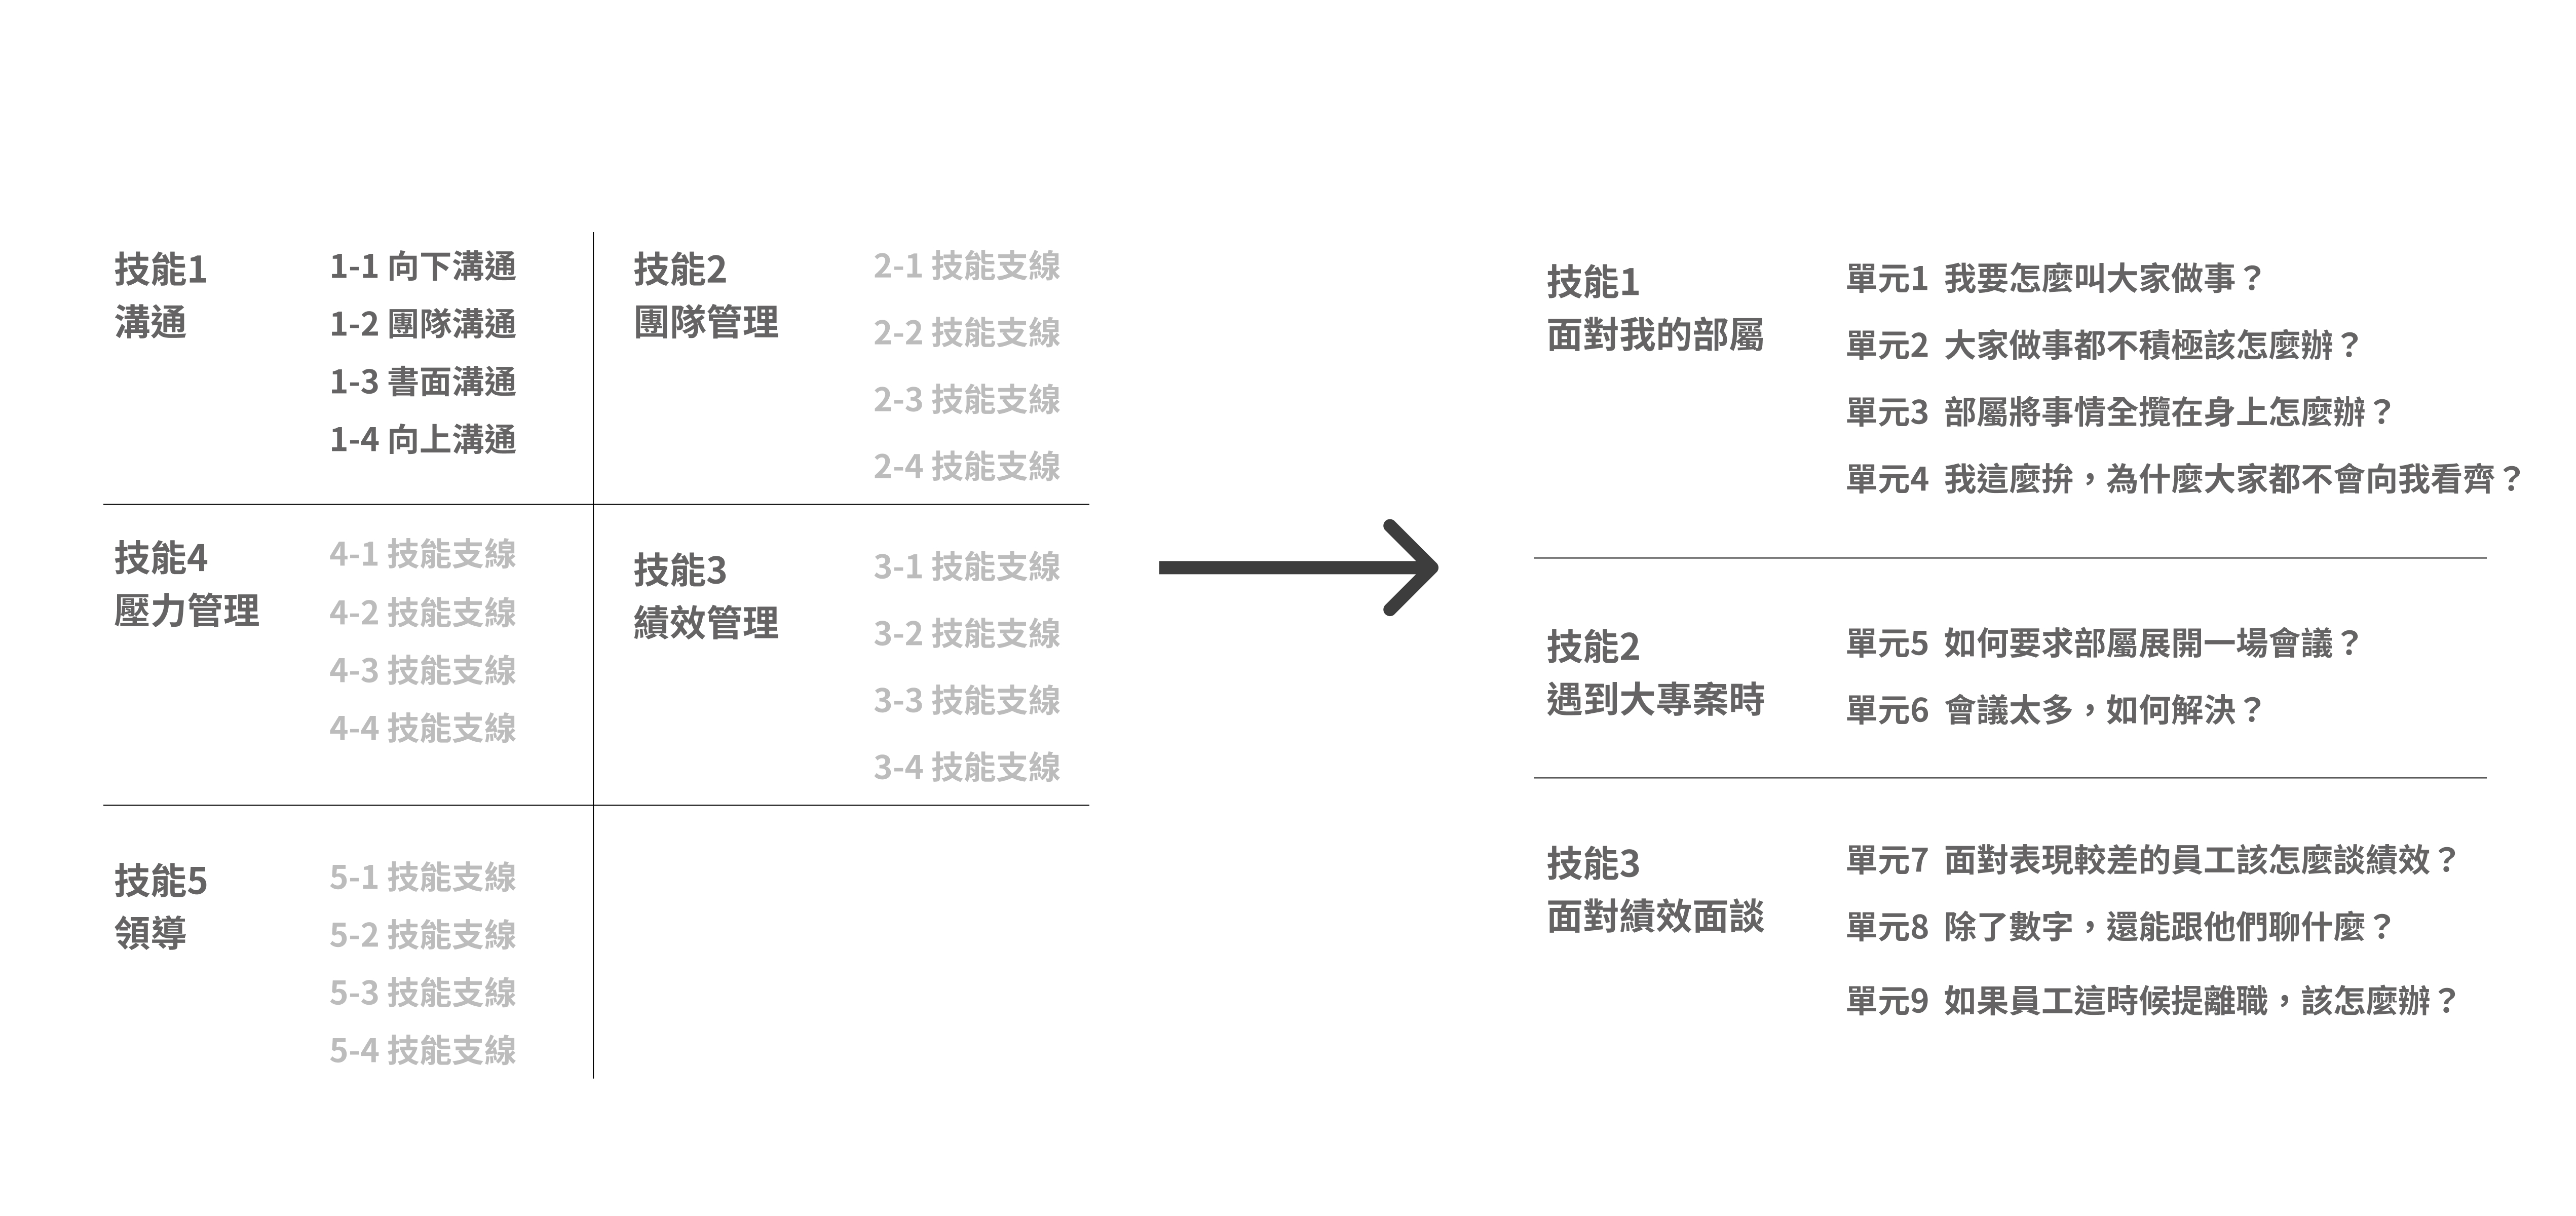 技能1
溝通
1-1 向下溝通
1-2 團隊溝通
1-3 書面溝通
1-4 向上溝通
技能2
團隊管理
2-1 技能支線
2-2 技能支線
2-3 技能支線
2-4 技能支線
技能4
壓力管理
4-1 技能支線
4-2 技能支線
4-3 技能支線
4-4 技能支線
技能3
績效管理
3-1 技能支線
3-2 技能支線
3-3 技能支線
3-4 技能支線
技能5
領導
5-1 技能支線
5-2 技能支線
5-3 技能支線
5-4 技能支線
技能1
面對我的部屬
單元1 我要怎麼叫大家做事？
單元2 大家做事都不積極該怎麼辦？
單元3 部屬將事情全攬在身上怎麼辦？
單元4 我這麼拚，為什麼大家都不會向我看齊？
技能2
遇到大專案時
單元5 如何要求部屬展開一場會議？
單元6 會議太多，如何解決？
技能3
面對績效面談
單元7 面對表現較差的員工該怎麼談績效？
單元8 除了數字，還能跟他們聊什麼？
單元9 如果員工這時候提離職，該怎麼辦？